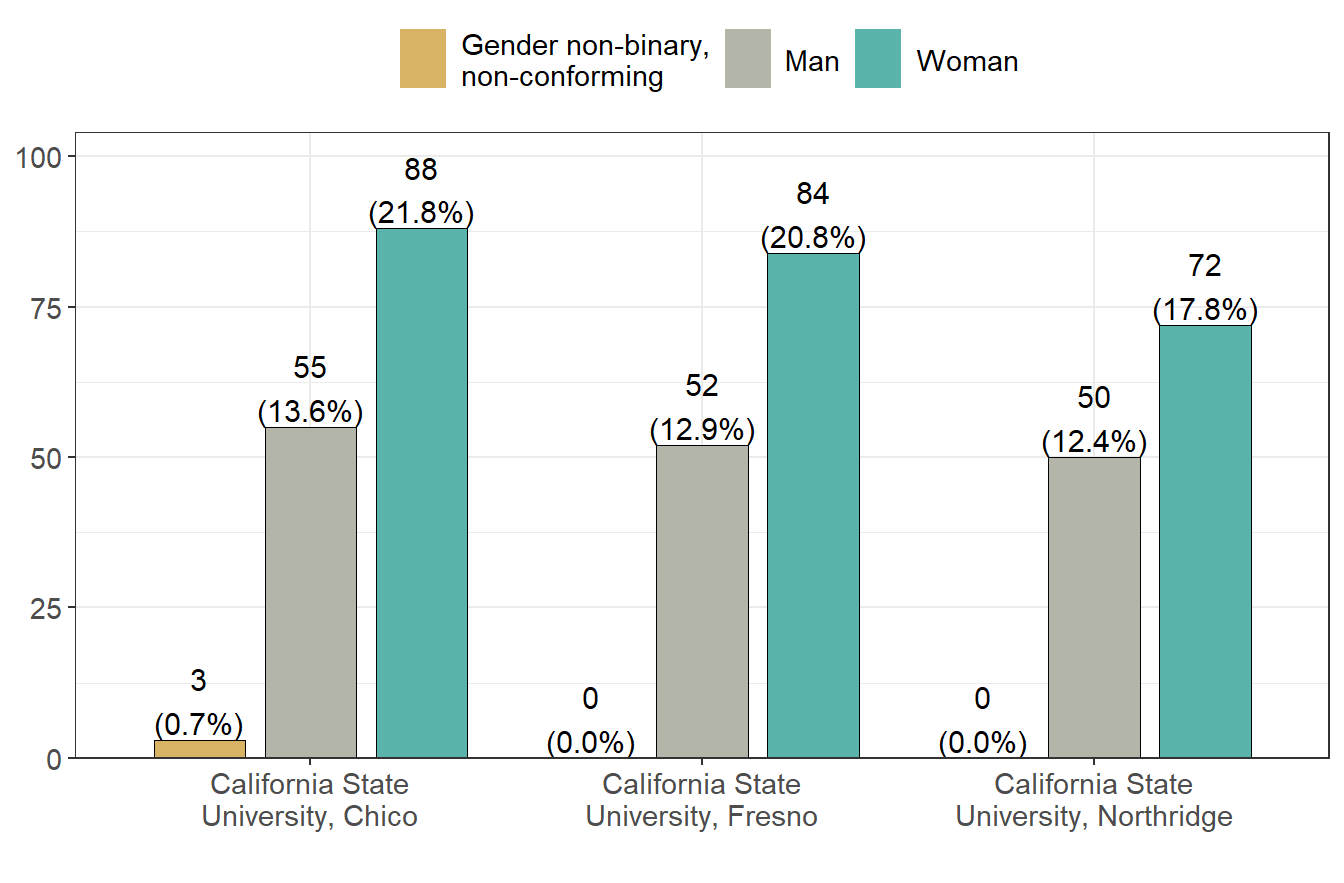 Gender non-binary,
non-conforming
Man
Woman
100
75
50
25
0
88
(21.8%)
55
(13.6%)
3
(0.7%)
84
(20.8%)
52
(12.9%)
0
(0.0%)
72
(17.8%)
50
(12.4%)
0
(0.0%)
California State
University, Chico
California State
University, Fresno
California State
University, Northridge